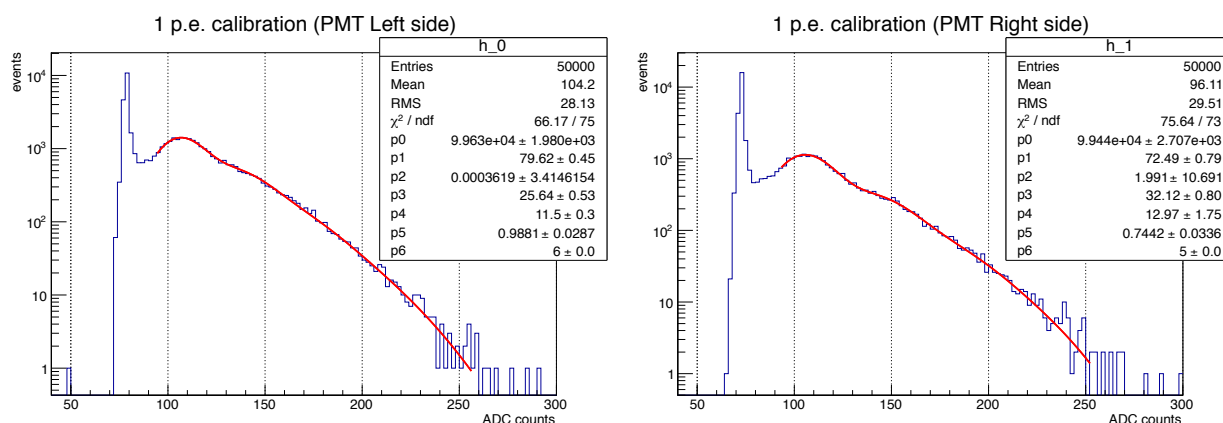 1 p.e. calibration (PMT Left side)
h_0
Entries 50000
Mean 104.2
RMS 28.13
χ² / ndf 66.17 / 75
p0 9.963e+04 ± 1.980e+03
p1 79.62 ± 0.45
p2 0.0003619 ± 3.4146154
p3 25.64 ± 0.53
p4 11.5 ± 0.3
p5 0.9881 ± 0.0287
p6 6 ± 0.0
events
10⁴
10³
10²
10
1
50 100 150 200 250 300
ADC counts
1 p.e. calibration (PMT Right side)
h_1
Entries 50000
Mean 96.11
RMS 29.51
χ² / ndf 75.64 / 73
p0 9.944e+04 ± 2.707e+03
p1 72.49 ± 0.79
p2 1.991 ± 10.691
p3 32.12 ± 0.80
p4 12.97 ± 1.75
p5 0.7442 ± 0.0336
p6 5 ± 0.0
events
10⁴
10³
10²
10
1
50 100 150 200 250 300
ADC counts